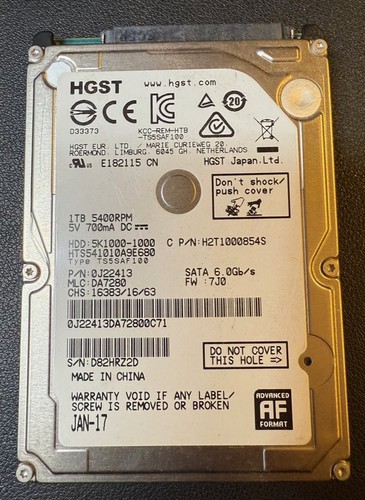 HGST www.hgst.com
20
D33373 KCC-REM-HTB
-TS5SAF100
HGST EUR. LTD. / MARIE CURIEWEG 20,
ROERMOND, LIMBURG, 6045 GH, NETHERLANDS
E182115 CN HGST Japan,Ltd.
Don't shock/
push cover
1TB 5400RPM
5V 700mA DC
HDD:5K1000-1000 C P/N:H2T1000854S
HTS541010A9E680
Type TS5SAF100
P/N:0J22413 SATA 6.0Gb/s
MLC:DA7280 FW :7J0
CHS:16383/16/63
0J22413DA72800C71
S/N:D82HRZ2D
DO NOT COVER
THIS HOLE =>
MADE IN CHINA
WARRANTY VOID IF ANY LABEL/
SCREW IS REMOVED OR BROKEN
JAN-17
ADVANCED
AF
FORMAT